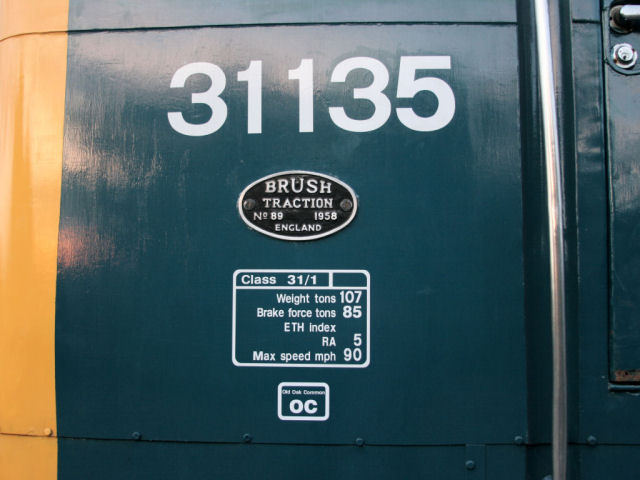 31135
BRUSH
TRACTION
No 89 1958
ENGLAND
Class 31/1
Weight tons 107
Brake force tons 85
ETH index
RA 5
Max speed mph 90
Old Oak Common
OC